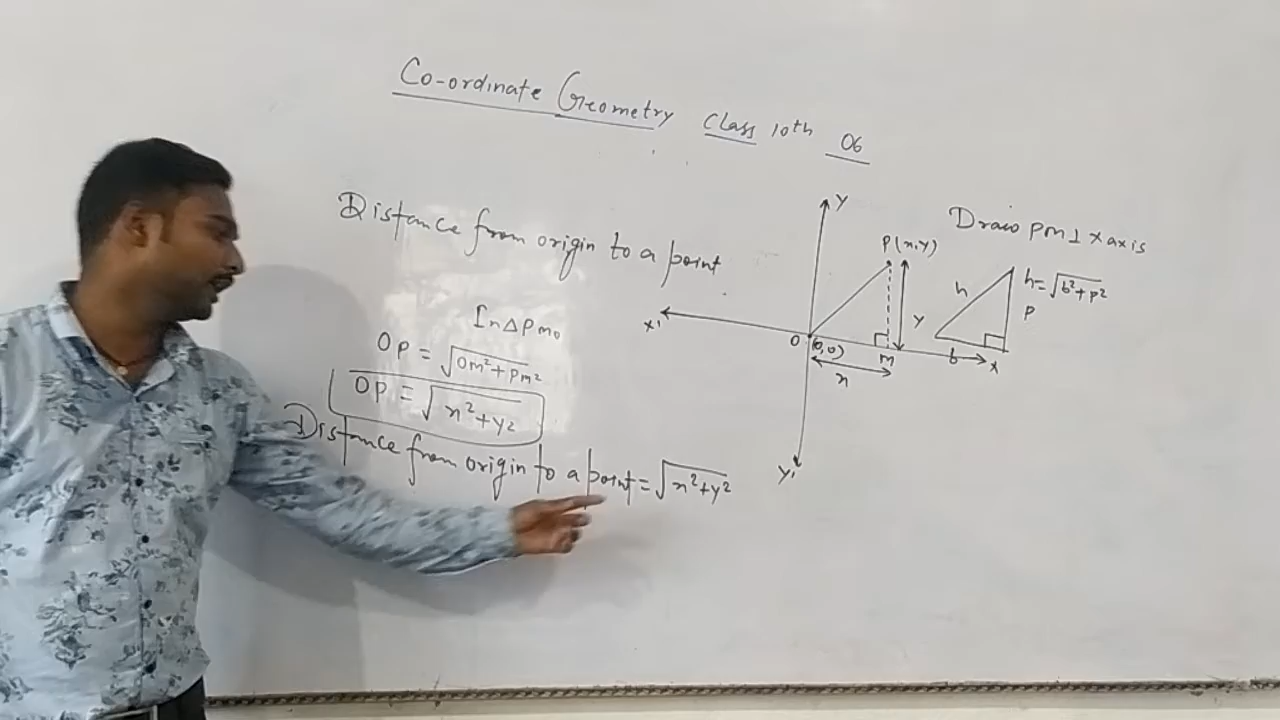 Co-ordinate Geometry Class 10th 06
Distance from origin to a point
In △PMO
OP = √OM²+PM²
OP = √x²+y²
Distance from origin to a point = √x²+y²
Y
P(x,y)
X'
O (0,0)
M
y
x
X
Y'
Draw PM⊥ X axis
h
h=√b²+p²
P
b